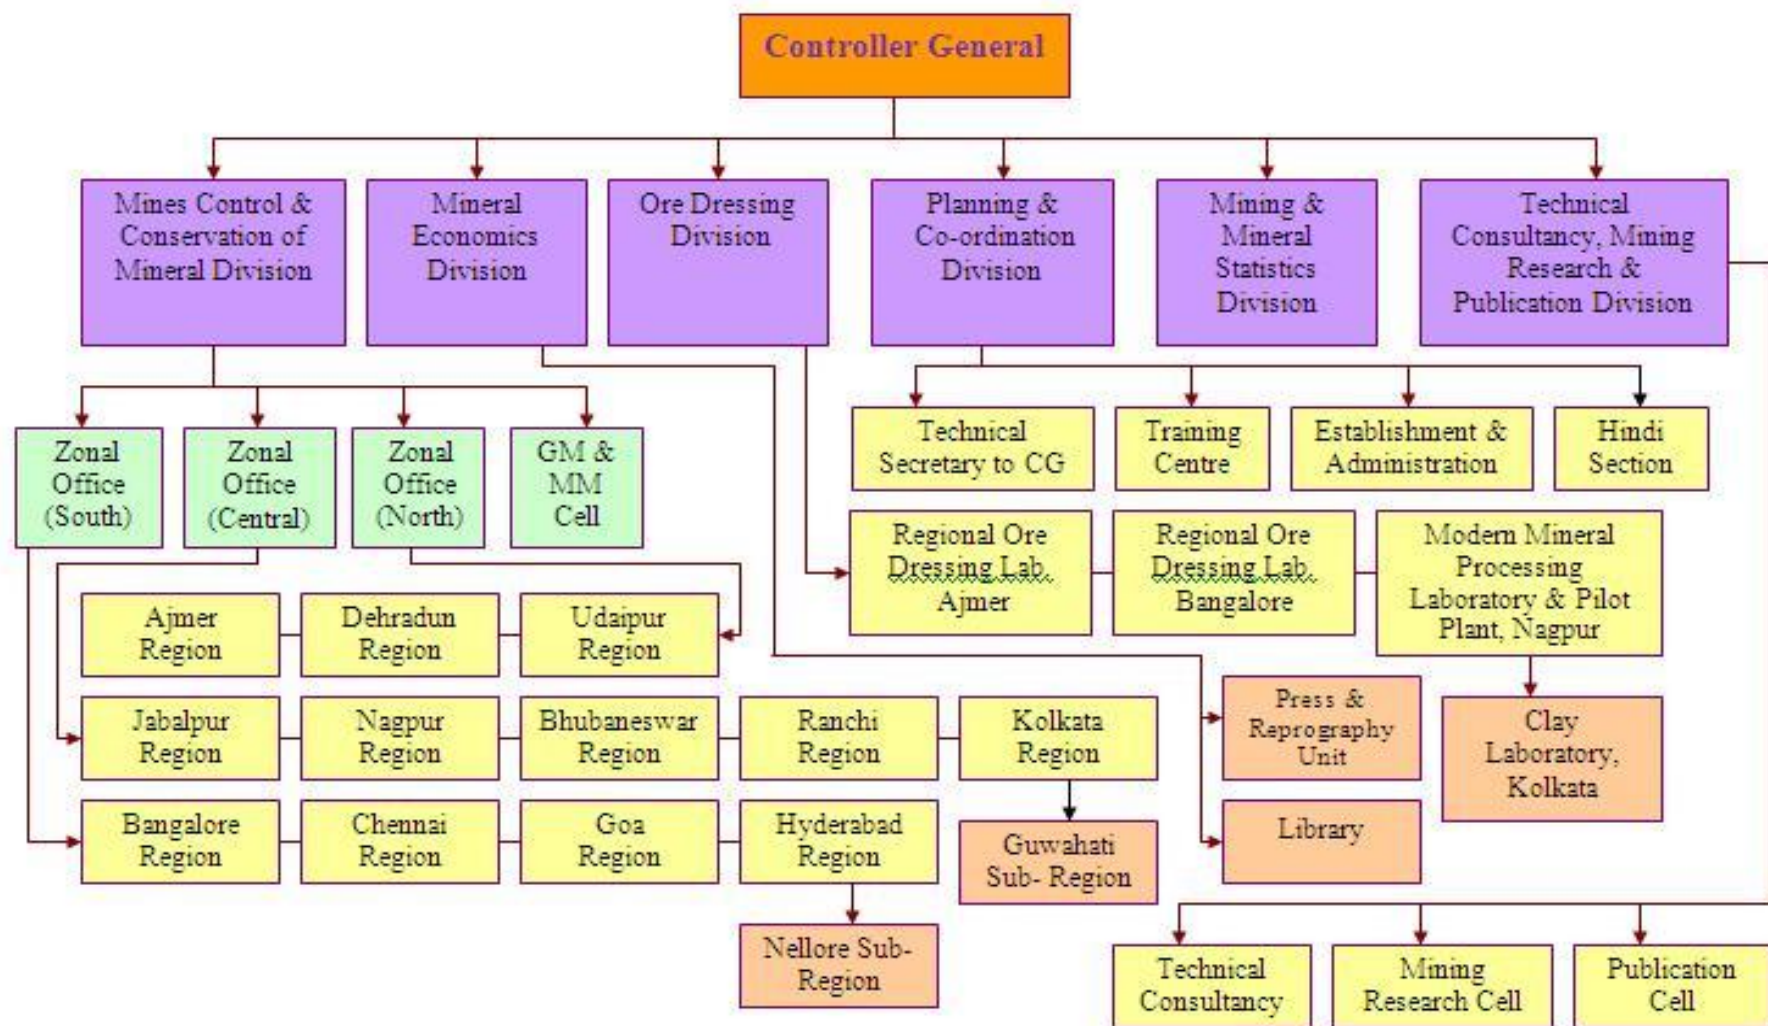 Controller General
Mines Control &
Conservation of
Mineral Division
Mineral
Economics
Division
Ore Dressing
Division
Planning &
Co-ordination
Division
Mining &
Mineral
Statistics
Division
Technical
Consultancy, Mining
Research &
Publication Division
Zonal
Office
(South)
Zonal
Office
(Central)
Zonal
Office
(North)
GM &
MM
Cell
Technical
Secretary to CG
Training
Centre
Establishment &
Administration
Hindi
Section
Regional Ore
Dressing Lab.
Ajmer
Regional Ore
Dressing Lab.
Bangalore
Modern Mineral
Processing
Laboratory & Pilot
Plant, Nagpur
Ajmer
Region
Dehradun
Region
Udaipur
Region
Jabalpur
Region
Nagpur
Region
Bhubaneswar
Region
Ranchi
Region
Kolkata
Region
Press &
Reprography
Unit
Clay
Laboratory,
Kolkata
Bangalore
Region
Chennai
Region
Goa
Region
Hyderabad
Region
Guwahati
Sub- Region
Library
Nellore Sub-
Region
Technical
Consultancy
Mining
Research Cell
Publication
Cell